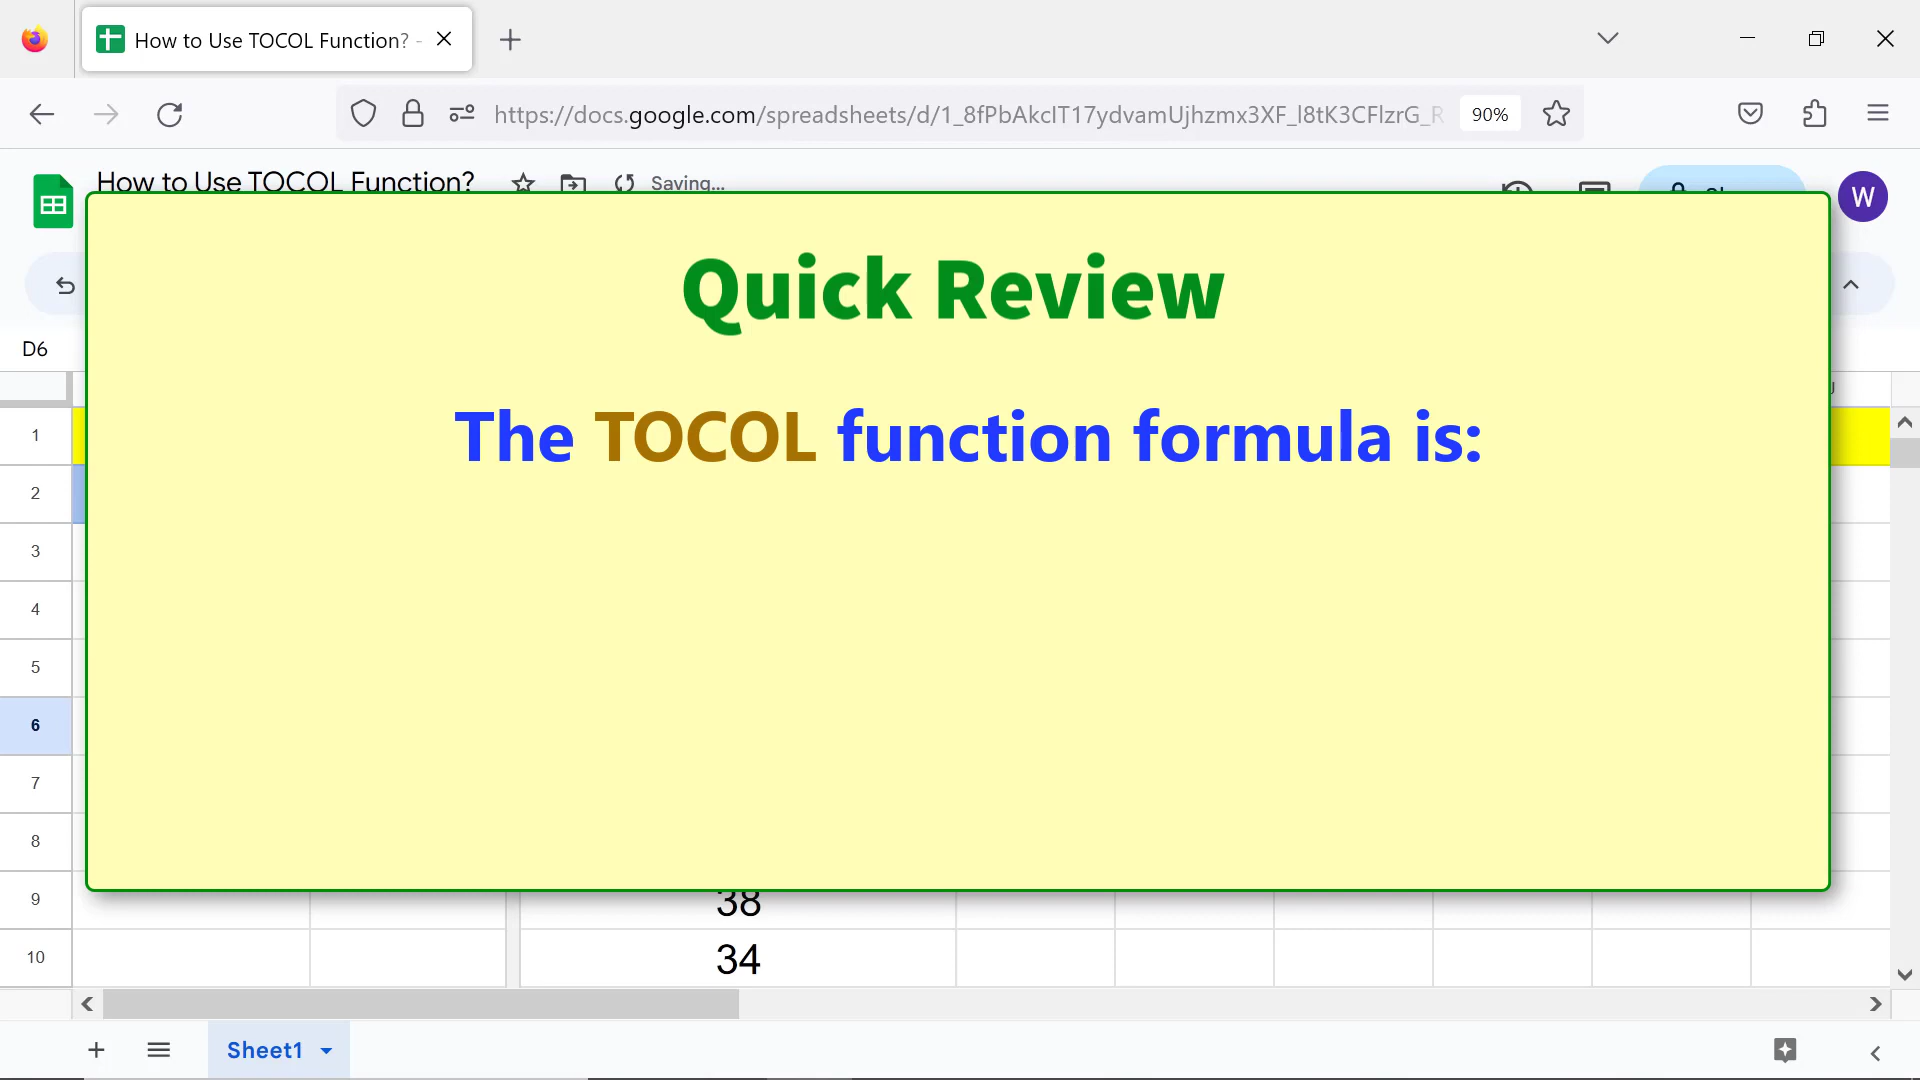 How to Use TOCOL Function? -
https://docs.google.com/spreadsheets/d/1_8fPbAkcIT17ydvamUjhzmx3XF_l8tK3CFlzrG_R
90%
How to Use TOCOL Function?
Saving...
W
Quick Review
D6
The TOCOL function formula is:
1
2
3
4
5
6
7
8
9
38
10
34
Sheet1